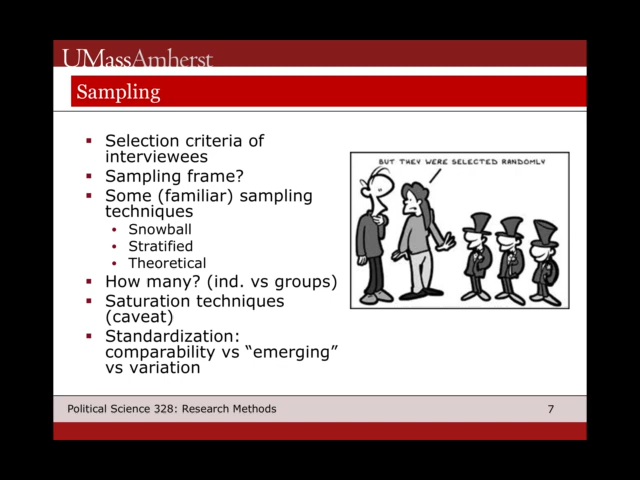 UMassAmherst
Sampling
▪ Selection criteria of
interviewees
▪ Sampling frame?
▪ Some (familiar) sampling
techniques
• Snowball
• Stratified
• Theoretical
▪ How many? (ind. vs groups)
▪ Saturation techniques
(caveat)
▪ Standardization:
comparability vs “emerging”
vs variation
BUT THEY WERE SELECTED RANDOMLY
Political Science 328: Research Methods
7